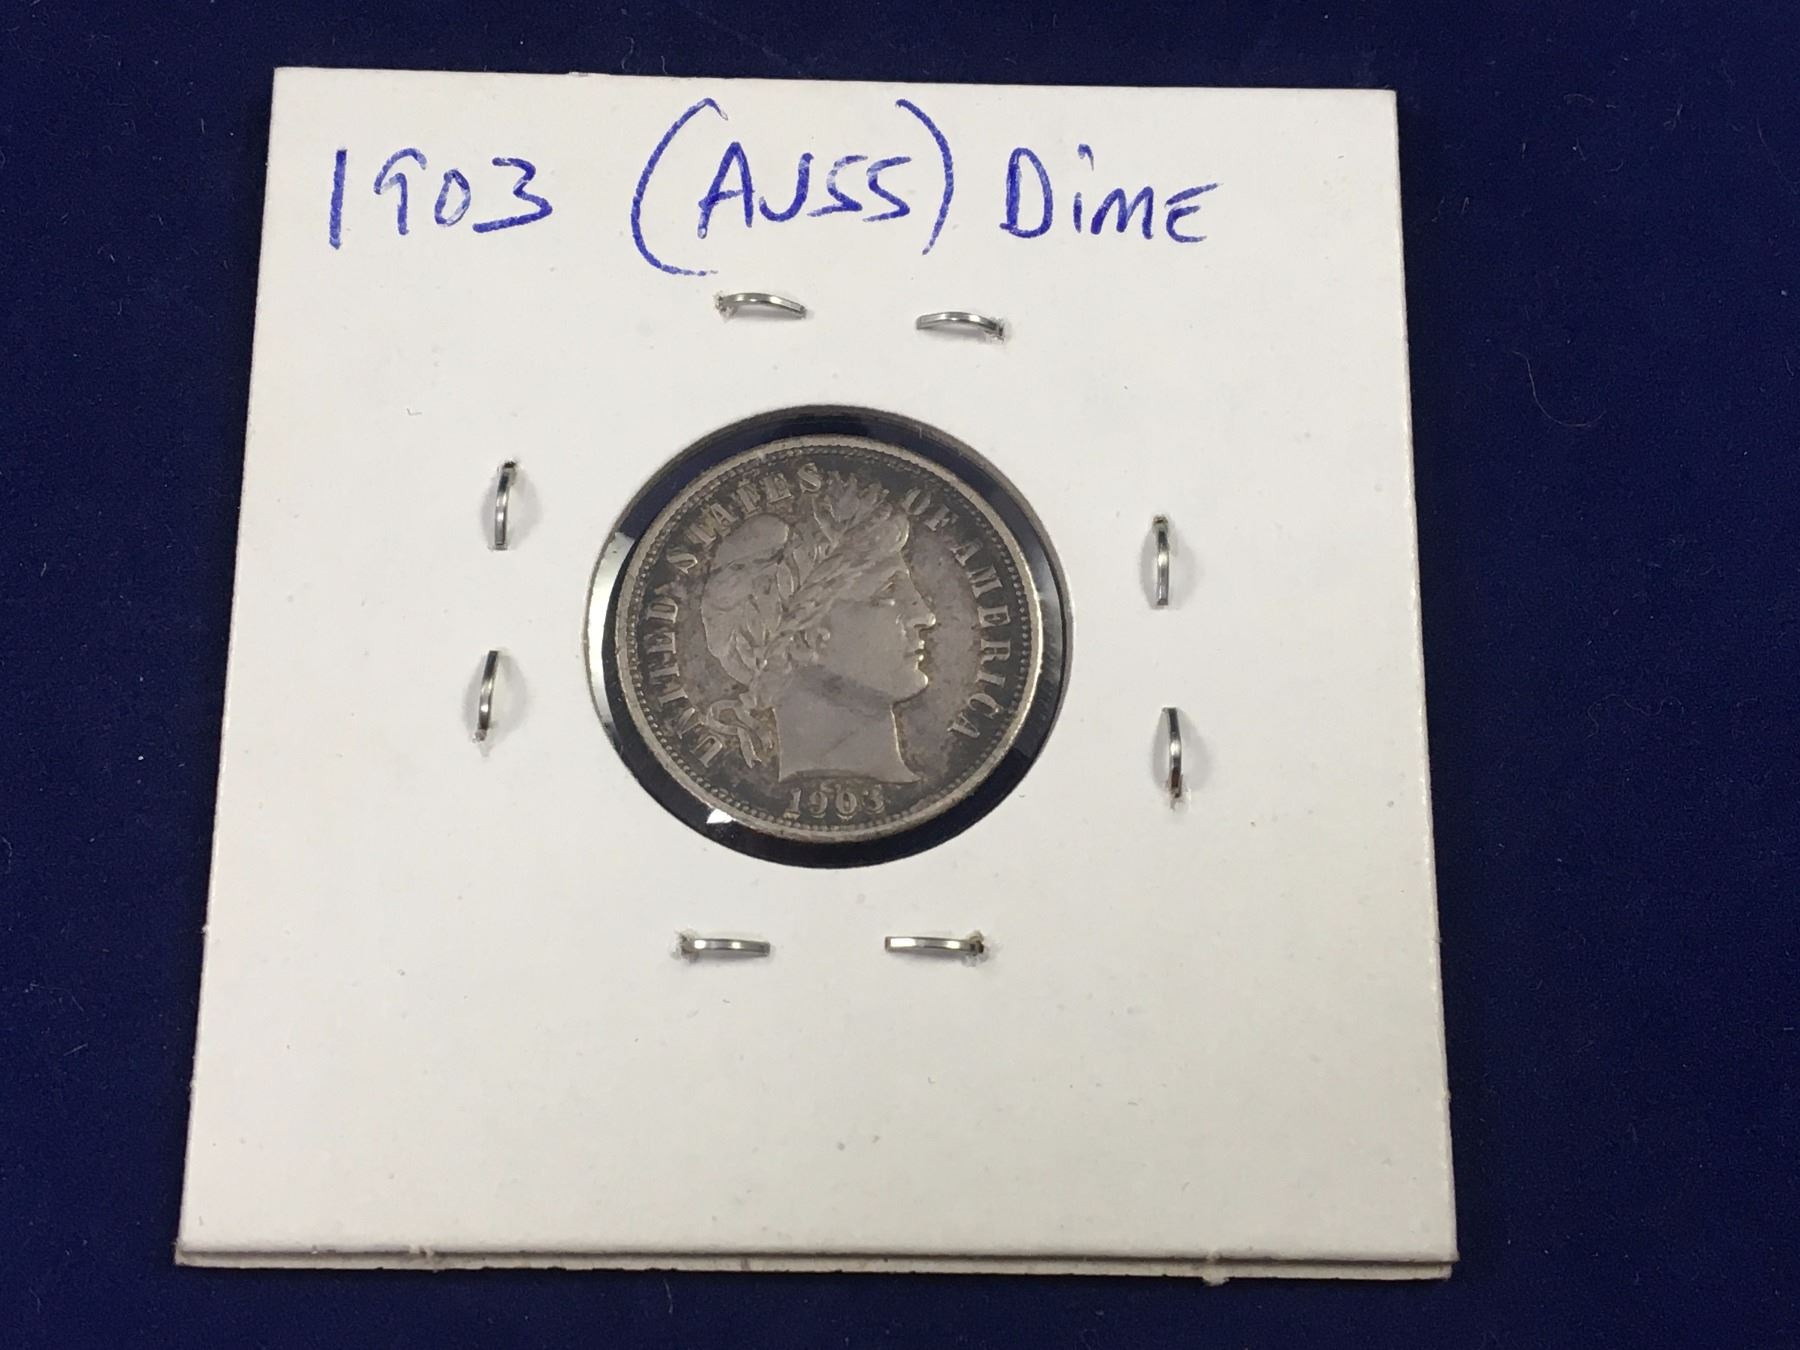 1903 (AU55) Dime
UNITED STATES OF AMERICA
1903